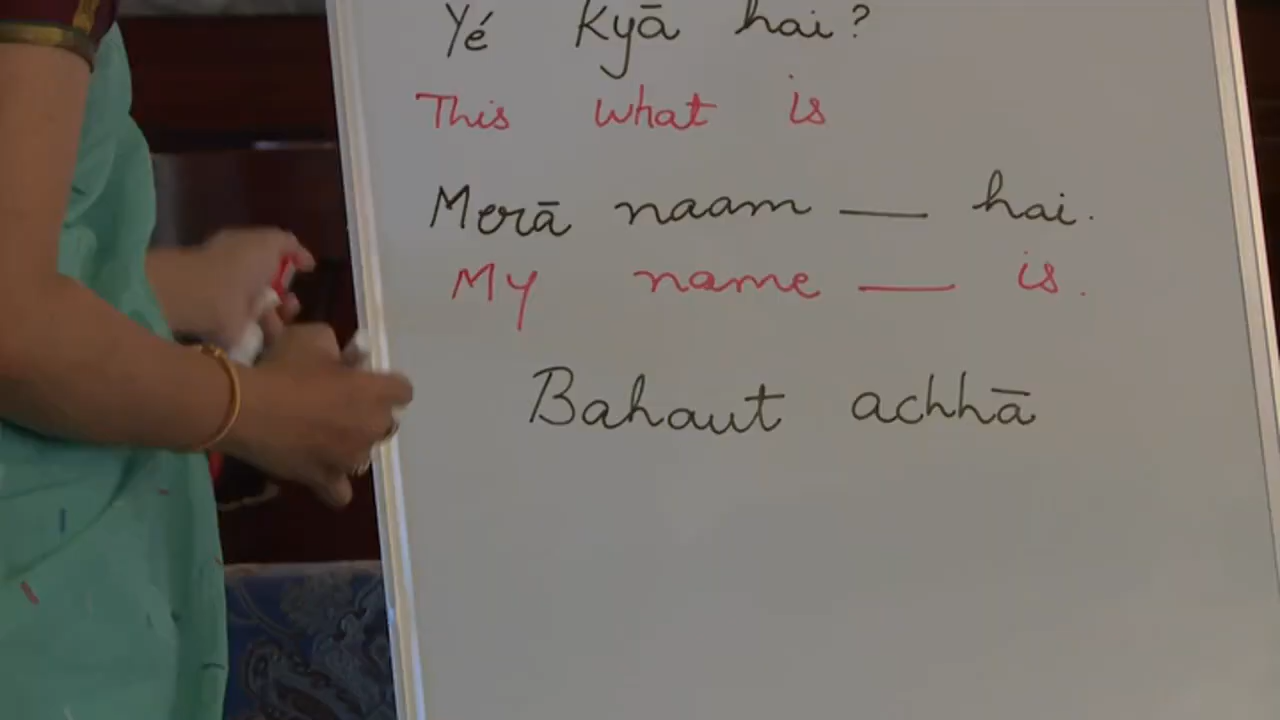 Yé Kyā hai?
This what is
Merā naam — hai.
My name — is.
Bahaut achhā